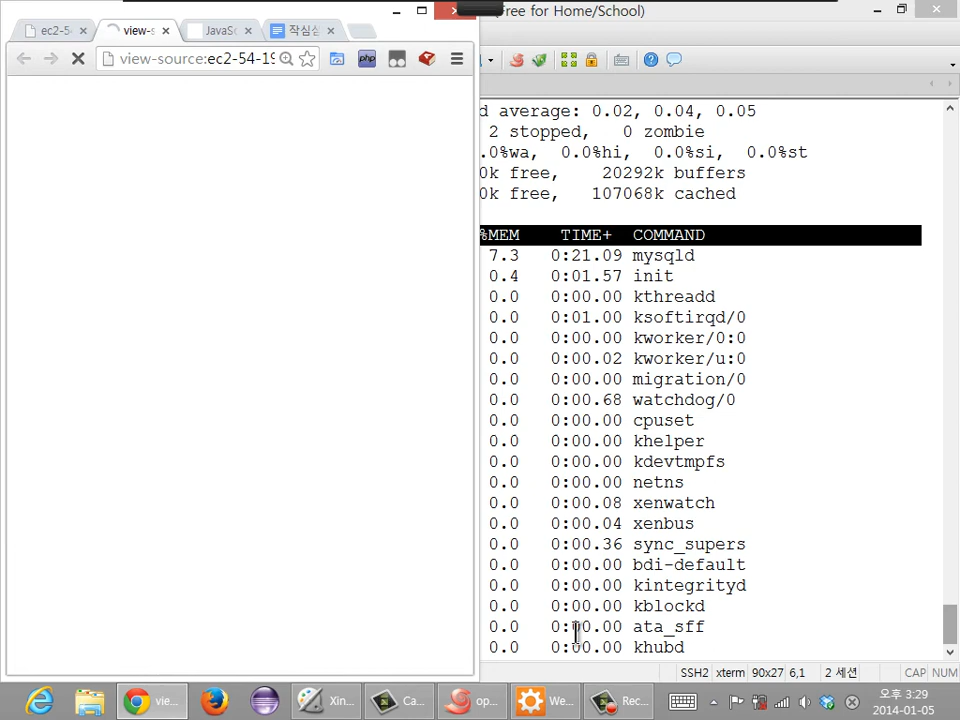 (Free for Home/School)
ec2-5
view-s
JavaSc
작심삼
view-source:ec2-54-19
php
d average: 0.02, 0.04, 0.05
2 stopped, 0 zombie
.0%wa, 0.0%hi, 0.0%si, 0.0%st
0k free, 20292k buffers
0k free, 107068k cached
%MEM TIME+ COMMAND
7.3 0:21.09 mysqld
0.4 0:01.57 init
0.0 0:00.00 kthreadd
0.0 0:01.00 ksoftirqd/0
0.0 0:00.00 kworker/0:0
0.0 0:00.02 kworker/u:0
0.0 0:00.00 migration/0
0.0 0:00.68 watchdog/0
0.0 0:00.00 cpuset
0.0 0:00.00 khelper
0.0 0:00.00 kdevtmpfs
0.0 0:00.00 netns
0.0 0:00.08 xenwatch
0.0 0:00.04 xenbus
0.0 0:00.36 sync_supers
0.0 0:00.00 bdi-default
0.0 0:00.00 kintegrityd
0.0 0:00.00 kblockd
0.0 0:00.00 ata_sff
0.0 0:00.00 khubd
SSH2 xterm 90x27 6,1 2 세션 CAP NUM
vie... Xin... Ca... op... We... Rec...
오후 3:29
2014-01-05